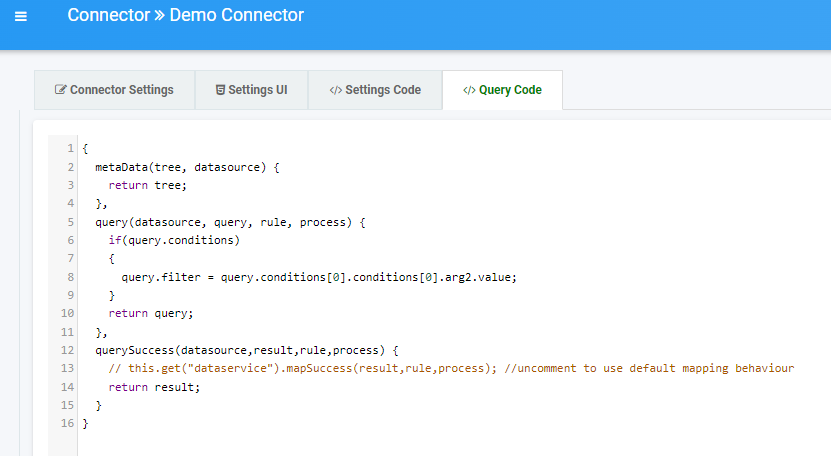 Connector » Demo Connector
Connector Settings
Settings UI
</> Settings Code
</> Query Code
1 {
2   metaData(tree, datasource) {
3     return tree;
4   },
5   query(datasource, query, rule, process) {
6     if(query.conditions)
7     {
8       query.filter = query.conditions[0].conditions[0].arg2.value;
9     }
10     return query;
11   },
12   querySuccess(datasource,result,rule,process) {
13     // this.get("dataservice").mapSuccess(result,rule,process); //uncomment to use default mapping behaviour
14     return result;
15   }
16 }